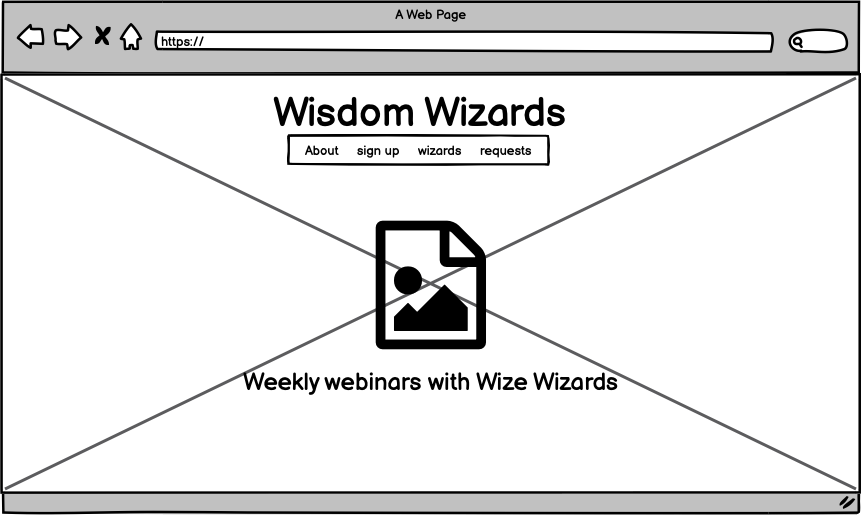 A Web Page
https://
Wisdom Wizards
About sign up wizards requests
Weekly webinars with Wize Wizards